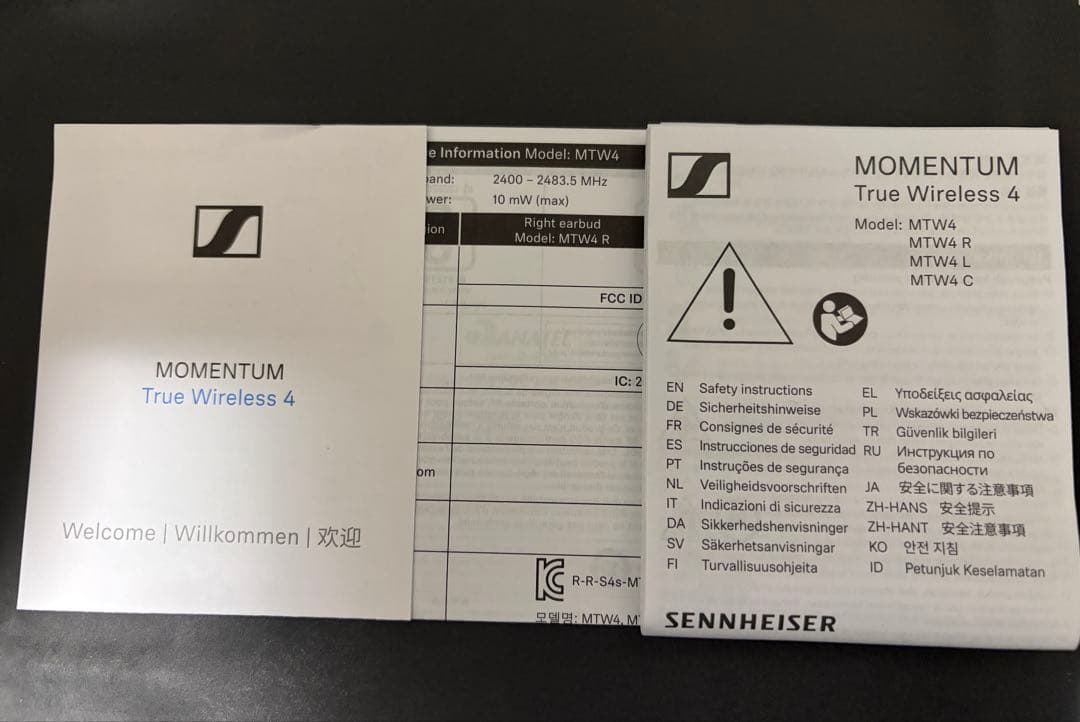 MOMENTUM
True Wireless 4
Welcome | Willkommen | 欢迎
Information Model: MTW4
2400 – 2483.5 MHz
10 mW (max)
Right earbud
Model: MTW4 R
FCC ID
IC: 2
R-R-S4s-M
모델명: MTW4, M
MOMENTUM
True Wireless 4
Model: MTW4
MTW4 R
MTW4 L
MTW4 C
EN Safety instructions
DE Sicherheitshinweise
FR Consignes de sécurité
ES Instrucciones de seguridad
PT Instruções de segurança
NL Veiligheidsvoorschriften
IT Indicazioni di sicurezza
DA Sikkerhedshenvisninger
SV Säkerhetsanvisningar
FI Turvallisuusohjeita
EL Υποδείξεις ασφαλείας
PL Wskazówki bezpieczeństwa
TR Güvenlik bilgileri
RU Инструкция по
безопасности
JA 安全に関する注意事項
ZH-HANS 安全提示
ZH-HANT 安全注意事項
KO 안전 지침
ID Petunjuk Keselamatan
SENNHEISER